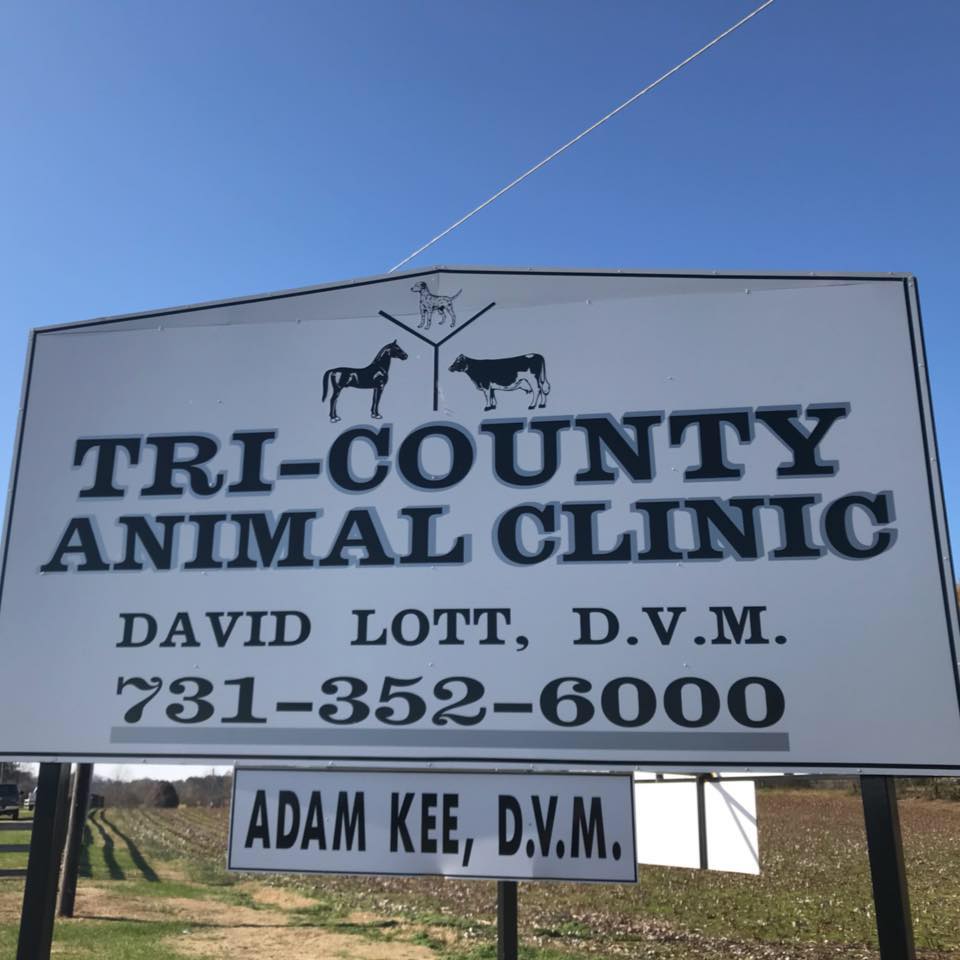 TRI-COUNTY
ANIMAL CLINIC
DAVID LOTT, D.V.M.
731-352-6000
ADAM KEE, D.V.M.